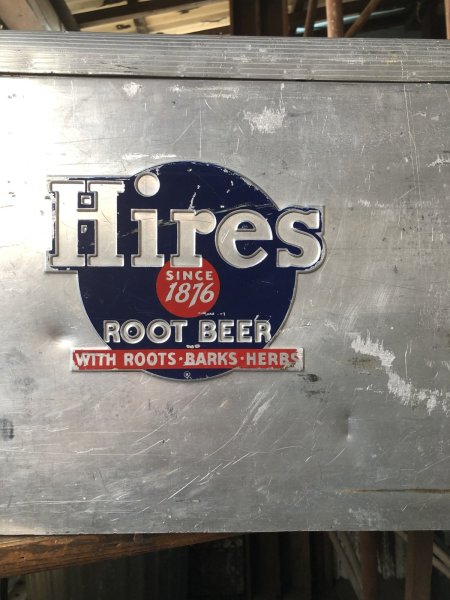 Hires
SINCE
1876
ROOT BEER
WITH ROOTS·BARKS·HERBS